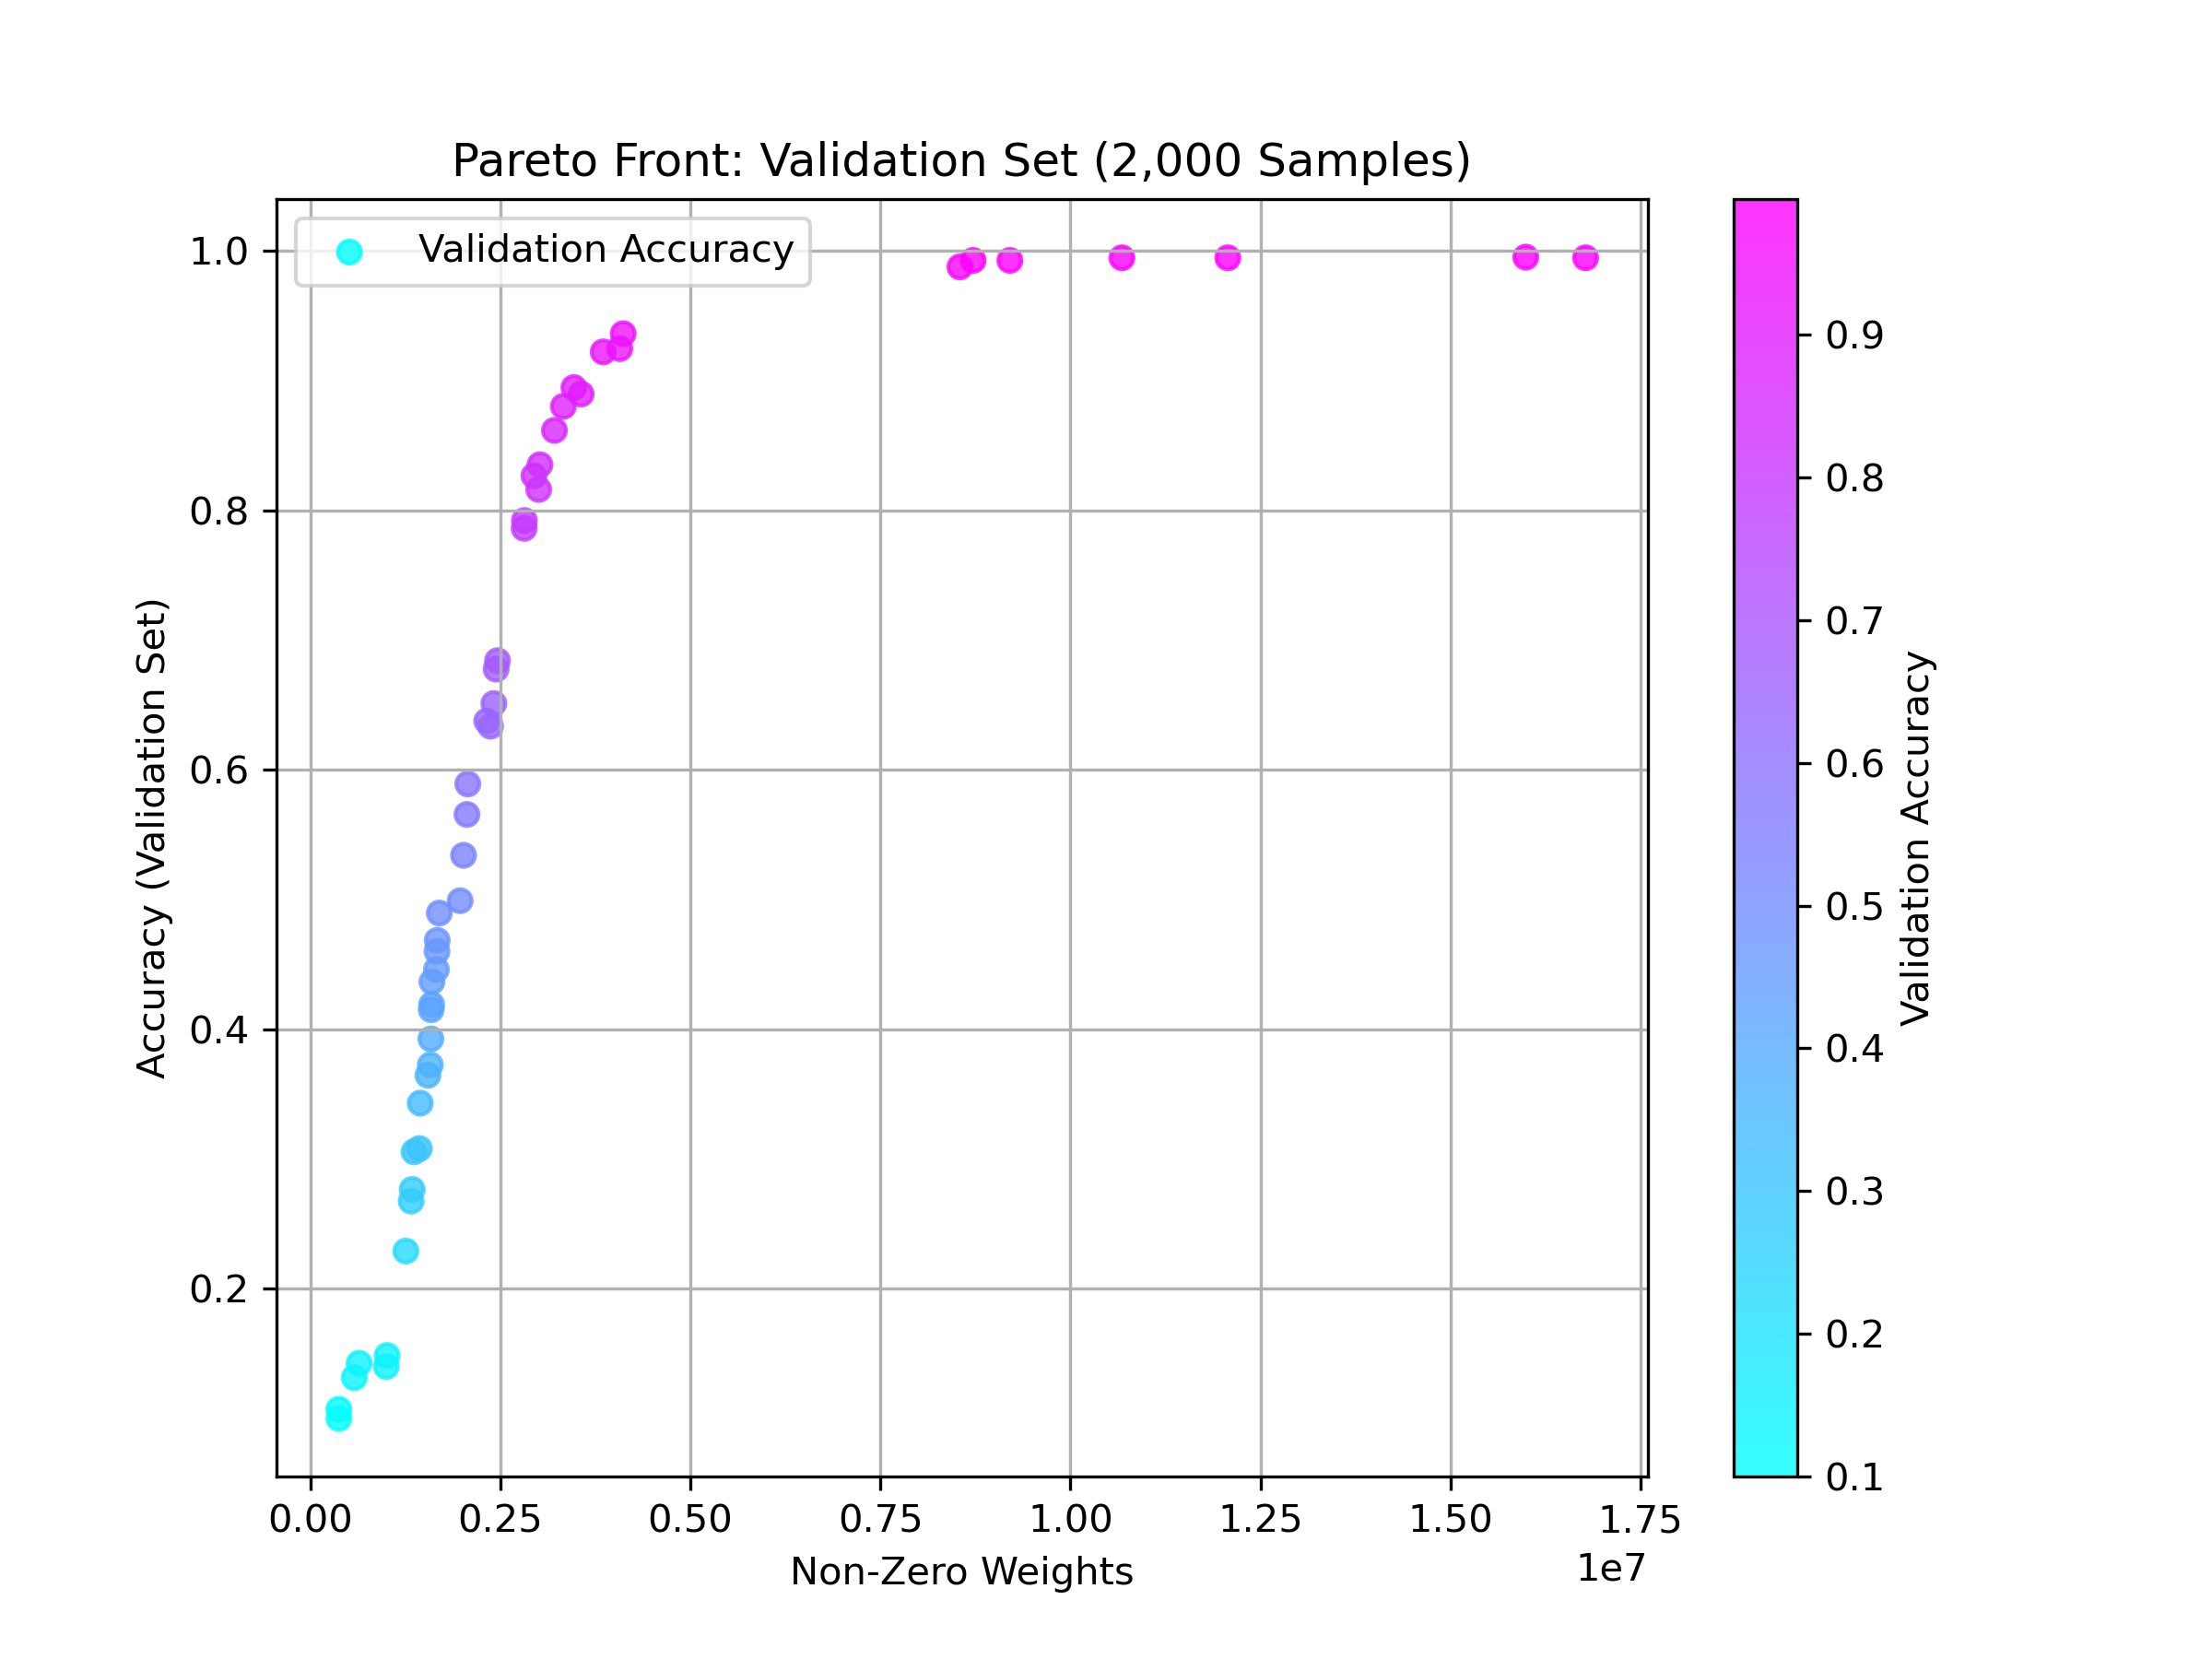 Pareto Front: Validation Set (2,000 Samples)
Validation Accuracy
1.0
0.8
0.6
0.4
0.2
Accuracy (Validation Set)
0.00 0.25 0.50 0.75 1.00 1.25 1.50 1.75
1e7
Non-Zero Weights
0.9
0.8
0.7
0.6
0.5
0.4
0.3
0.2
0.1
Validation Accuracy